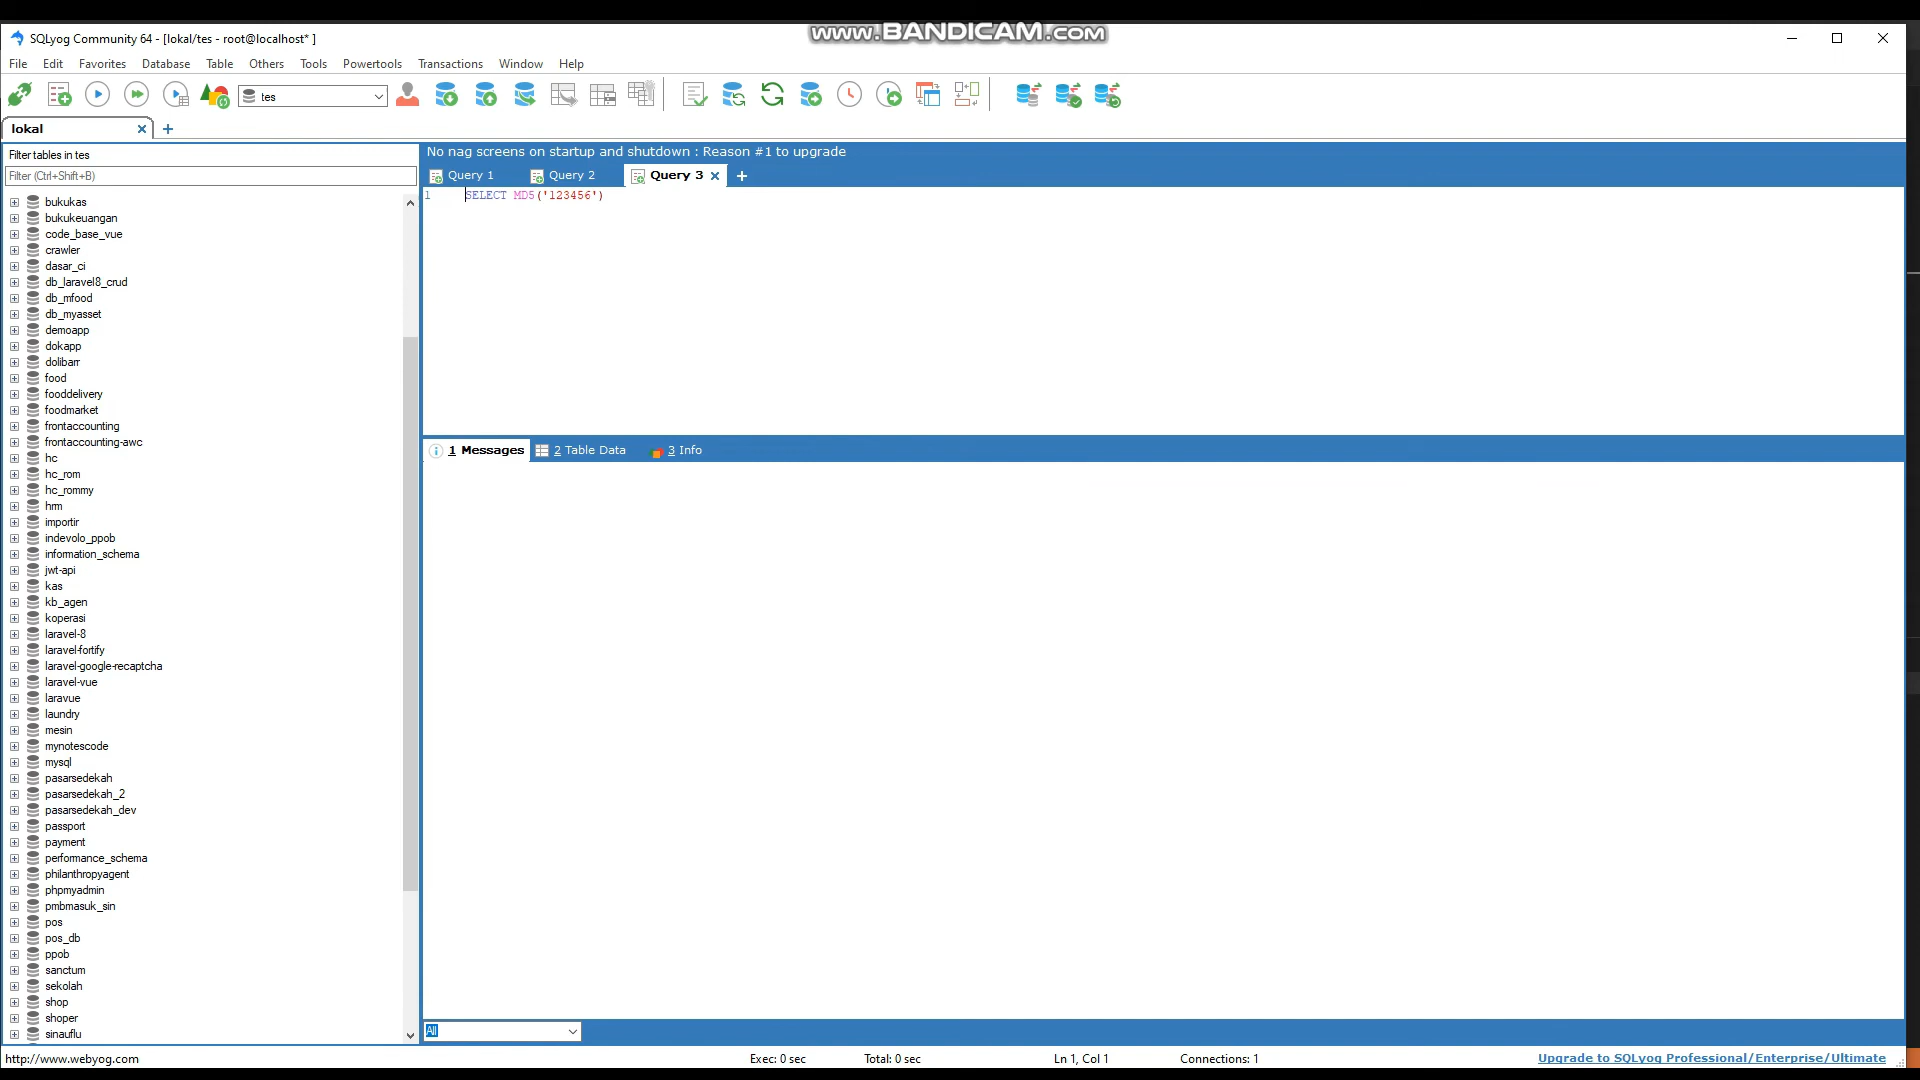 www.BANDICAM.com
SQLyog Community 64 - [lokal/tes - root@localhost* ]
File Edit Favorites Database Table Others Tools Powertools Transactions Window Help
tes
lokal
Filter tables in tes
Filter (Ctrl+Shift+B)
No nag screens on startup and shutdown : Reason #1 to upgrade
Query 1 Query 2 Query 3
1 SELECT MD5('123456')
bukukas
bukukeuangan
code_base_vue
crawler
dasar_ci
db_laravel8_crud
db_mfood
db_myasset
demoapp
dokapp
dolibarr
food
fooddelivery
foodmarket
frontaccounting
frontaccounting-awc
hc
hc_rom
hc_rommy
hrm
importir
indevolo_ppob
information_schema
jwt-api
kas
kb_agen
koperasi
laravel-8
laravel-fortify
laravel-google-recaptcha
laravel-vue
laravue
laundry
mesin
mynotescode
mysql
pasarsedekah
pasarsedekah_2
pasarsedekah_dev
passport
payment
performance_schema
philanthropyagent
phpmyadmin
pmbmasuk_sin
pos
pos_db
ppob
sanctum
sekolah
shop
shoper
sinauflu
1 Messages 2 Table Data 3 Info
All
http://www.webyog.com Exec: 0 sec Total: 0 sec Ln 1, Col 1 Connections: 1 Upgrade to SQLyog Professional/Enterprise/Ultimate